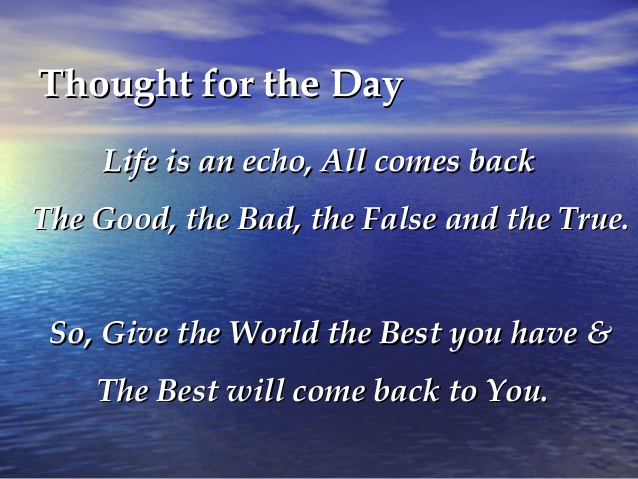 Thought for the Day
Life is an echo, All comes back
The Good, the Bad, the False and the True.
So, Give the World the Best you have &
The Best will come back to You.